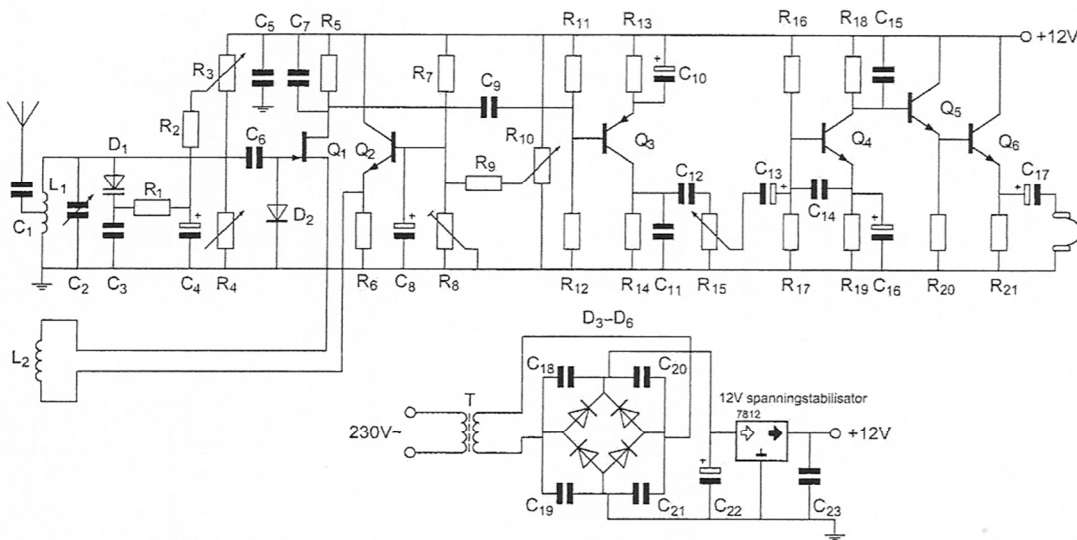 C5 C7 R5 R11 R13 R16 R18 C15
+12V
R3 R7 C9 C10
R2 R10 Q5
D1 C6 Q1 Q2 Q3 Q4 Q6
L1 R1 R9 C12 C13 C17
C1 D2 C14
C2 C3 C4 R4 R6 C8 R8 R12 R14 C11 R15 R17 R19 C16 R20 R21
D3-D6
L2 C18 C20
T 12V spanningstabilisator
7812
230V~ +12V
C19 C21 C22 C23